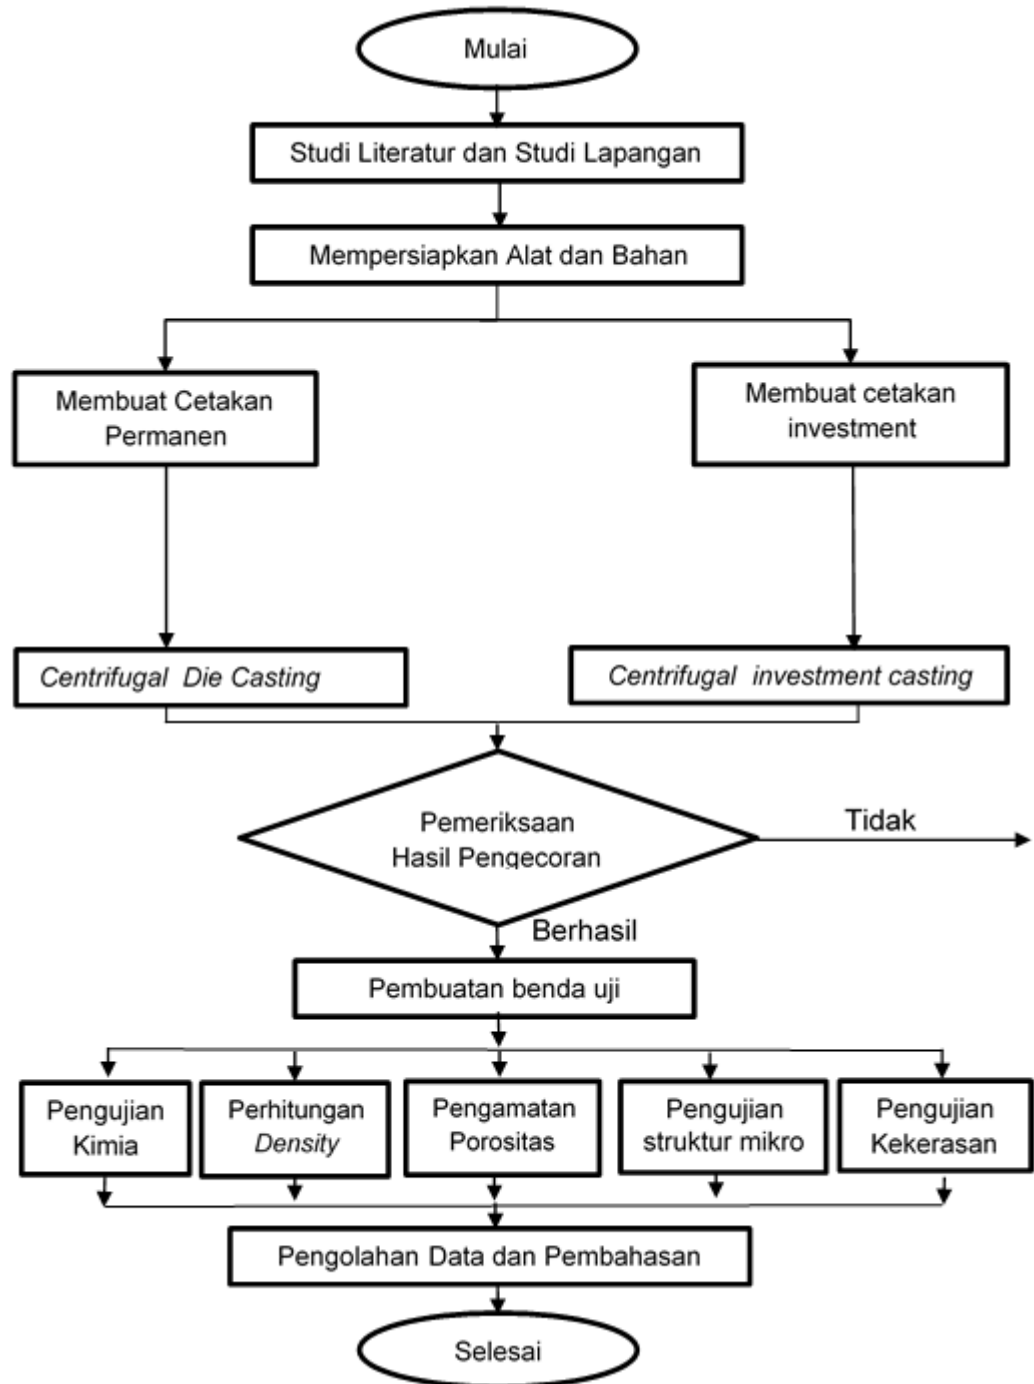 Mulai
Studi Literatur dan Studi Lapangan
Mempersiapkan Alat dan Bahan
Membuat Cetakan
Permanen
Membuat cetakan
investment
Centrifugal Die Casting
Centrifugal investment casting
Pemeriksaan
Hasil Pengecoran
Tidak
Berhasil
Pembuatan benda uji
Pengujian
Kimia
Perhitungan
Density
Pengamatan
Porositas
Pengujian
struktur mikro
Pengujian
Kekerasan
Pengolahan Data dan Pembahasan
Selesai